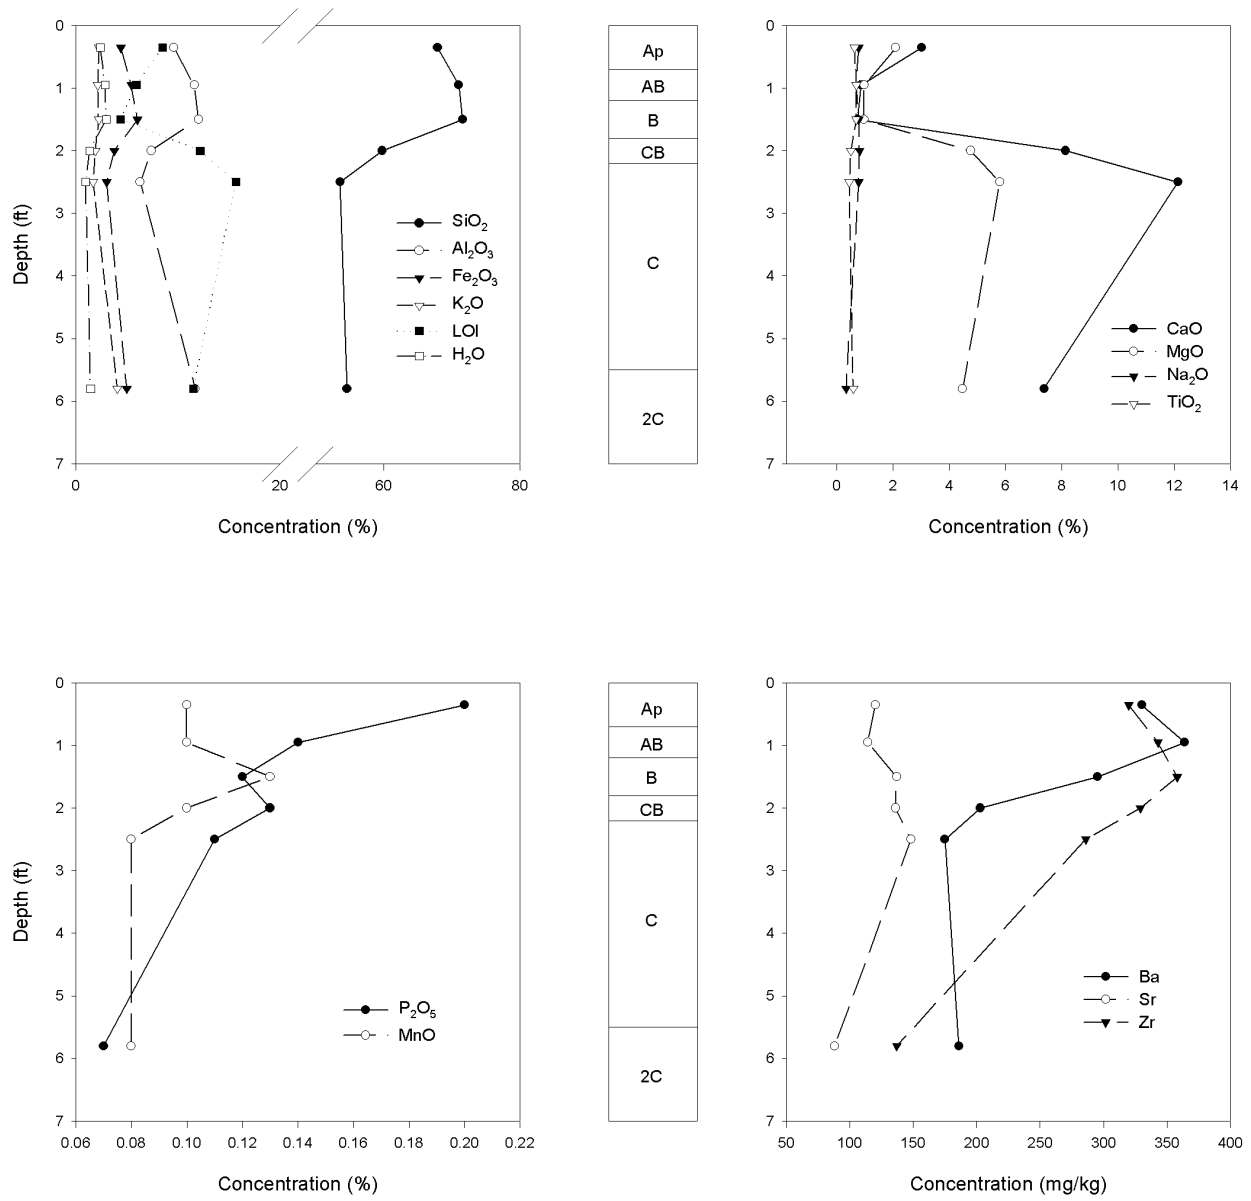 0
1
2
3
4
5
6
7
Depth (ft)
0
20
60
80
Concentration (%)
SiO2
Al2O3
Fe2O3
K2O
LOI
H2O
Ap
AB
B
CB
C
2C
0
1
2
3
4
5
6
7
0
2
4
6
8
10
12
14
Concentration (%)
CaO
MgO
Na2O
TiO2
0
1
2
3
4
5
6
7
Depth (ft)
0.06
0.08
0.10
0.12
0.14
0.16
0.18
0.20
0.22
Concentration (%)
P2O5
MnO
Ap
AB
B
CB
C
2C
0
1
2
3
4
5
6
7
50
100
150
200
250
300
350
400
Concentration (mg/kg)
Ba
Sr
Zr